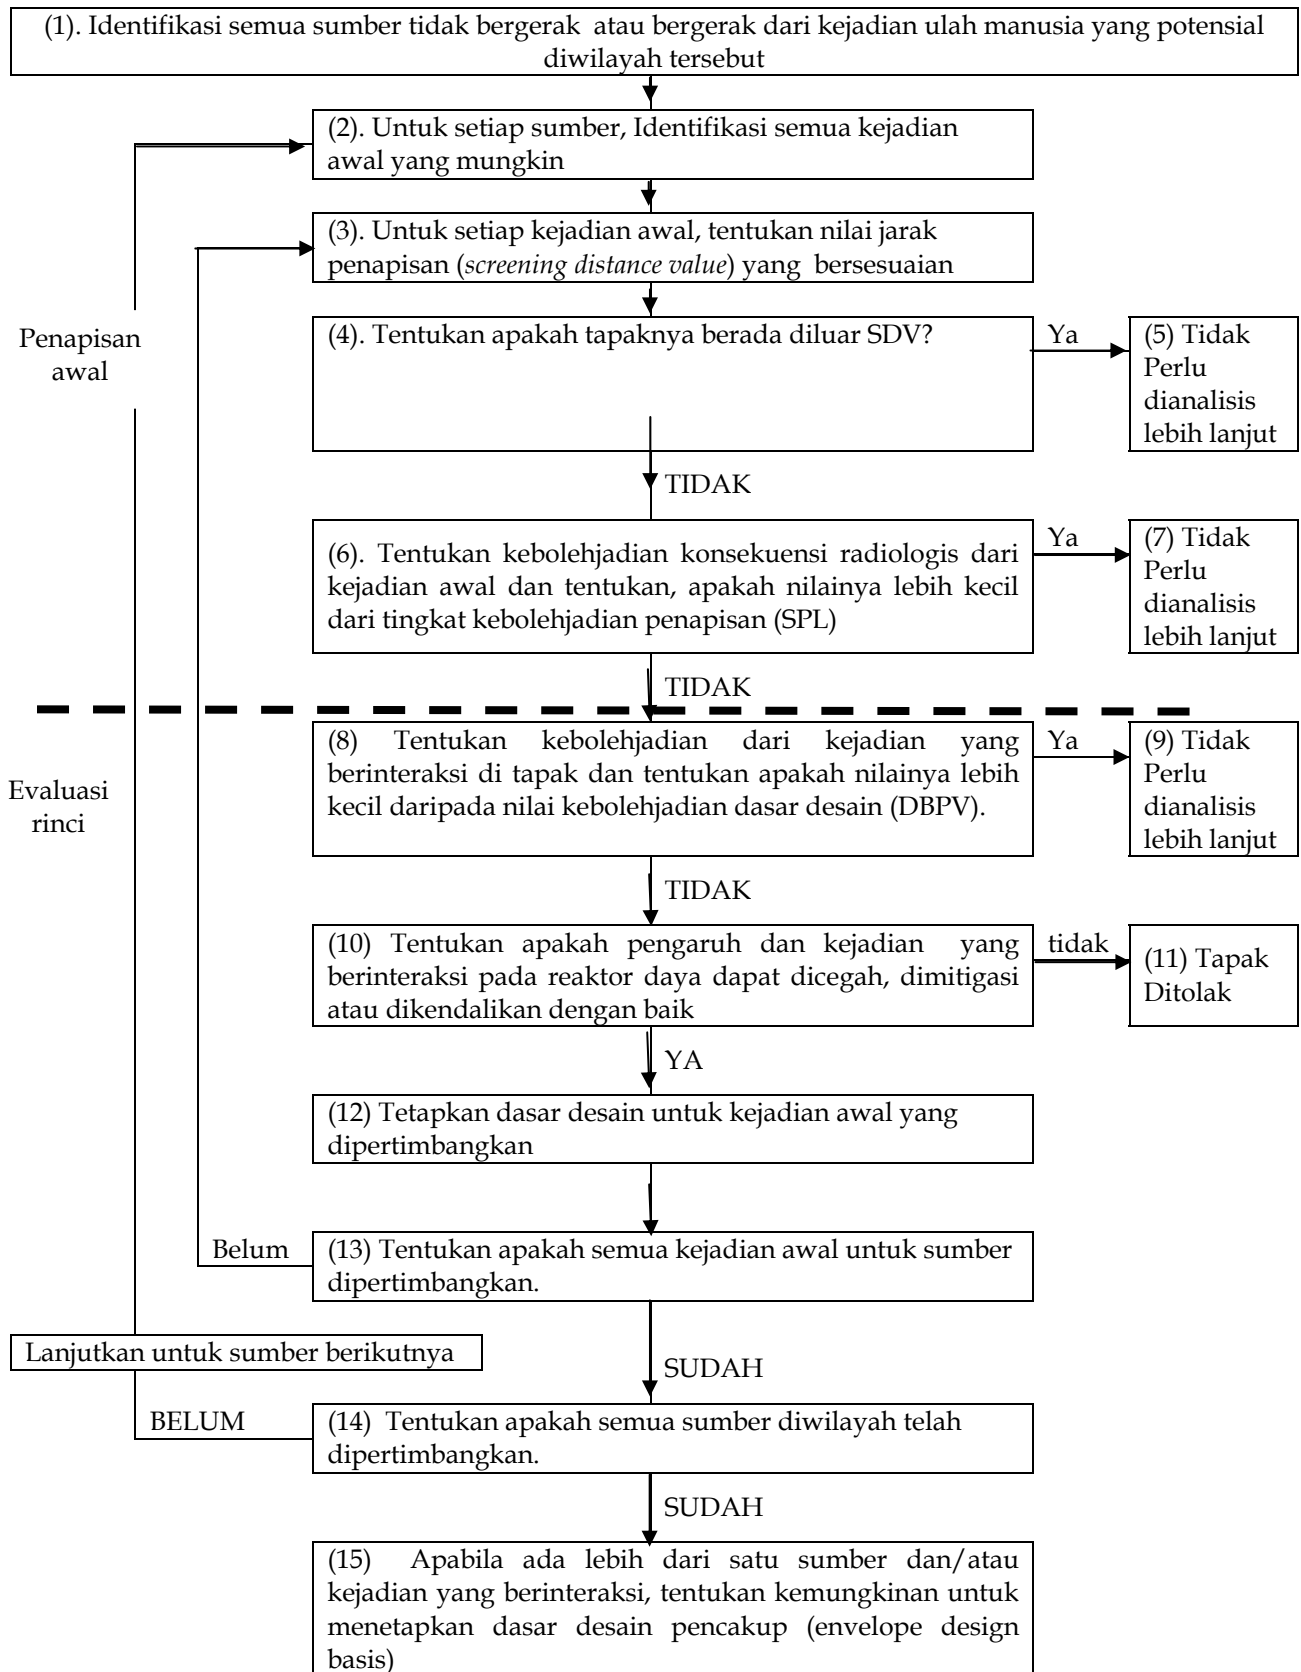 (1). Identifikasi semua sumber tidak bergerak  atau bergerak dari kejadian ulah manusia yang potensial
diwilayah tersebut
(2). Untuk setiap sumber, Identifikasi semua kejadian
awal yang mungkin
(3). Untuk setiap kejadian awal, tentukan nilai jarak
penapisan (screening distance value) yang  bersesuaian
Penapisan
awal
(4). Tentukan apakah tapaknya berada diluar SDV?
Ya
(5) Tidak
Perlu
dianalisis
lebih lanjut
TIDAK
(6). Tentukan kebolehjadian konsekuensi radiologis dari
kejadian awal dan tentukan, apakah nilainya lebih kecil
dari tingkat kebolehjadian penapisan (SPL)
Ya
(7) Tidak
Perlu
dianalisis
lebih lanjut
TIDAK
Evaluasi
rinci
(8) Tentukan kebolehjadian dari kejadian yang
berinteraksi di tapak dan tentukan apakah nilainya lebih
kecil daripada nilai kebolehjadian dasar desain (DBPV).
Ya
(9) Tidak
Perlu
dianalisis
lebih lanjut
TIDAK
(10) Tentukan apakah pengaruh dan kejadian yang
berinteraksi pada reaktor daya dapat dicegah, dimitigasi
atau dikendalikan dengan baik
tidak
(11) Tapak
Ditolak
YA
(12) Tetapkan dasar desain untuk kejadian awal yang
dipertimbangkan
Belum
(13) Tentukan apakah semua kejadian awal untuk sumber
dipertimbangkan.
Lanjutkan untuk sumber berikutnya
SUDAH
BELUM
(14)  Tentukan apakah semua sumber diwilayah telah
dipertimbangkan.
SUDAH
(15) Apabila ada lebih dari satu sumber dan/atau
kejadian yang berinteraksi, tentukan kemungkinan untuk
menetapkan dasar desain pencakup (envelope design
basis)